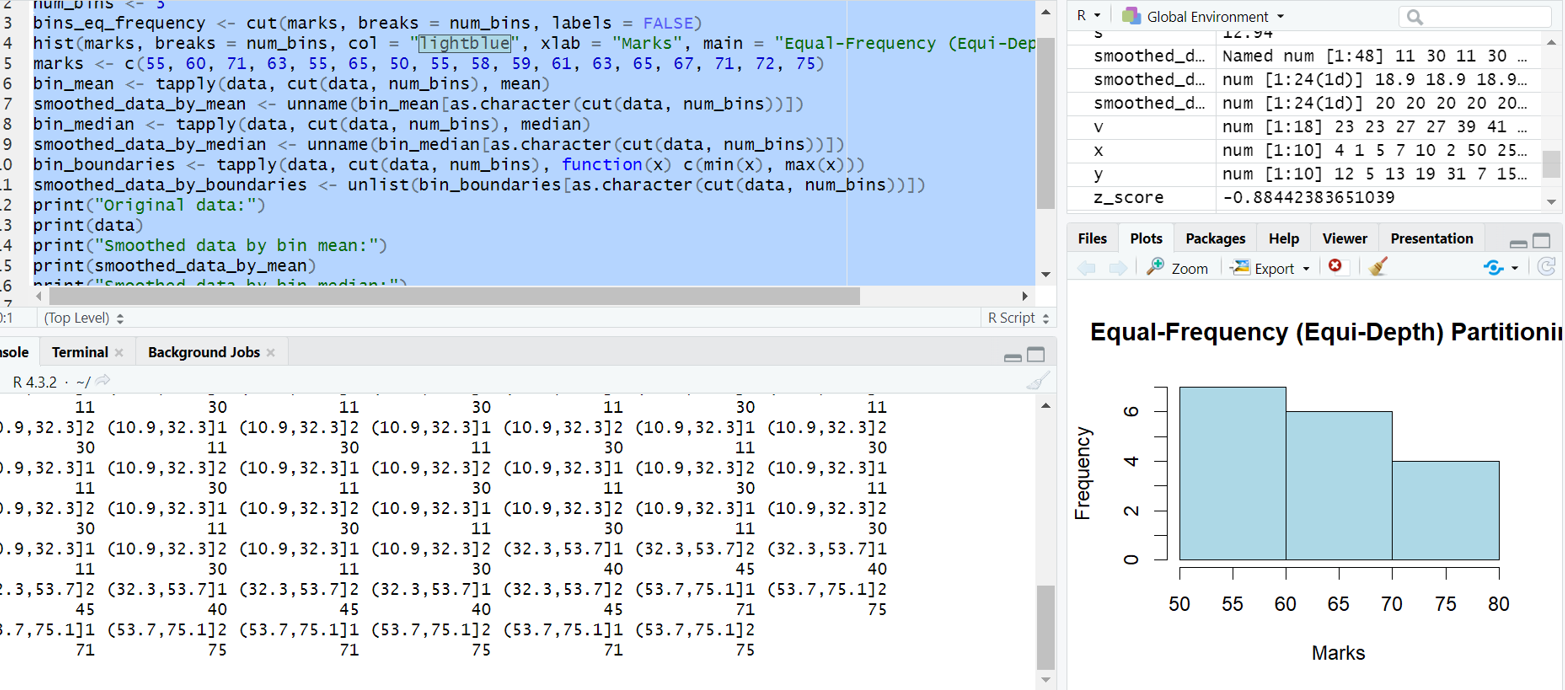 2 num_bins <- 3
3 bins_eq_frequency <- cut(marks, breaks = num_bins, labels = FALSE)
4 hist(marks, breaks = num_bins, col = "lightblue", xlab = "Marks", main = "Equal-Frequency (Equi-Dep
5 marks <- c(55, 60, 71, 63, 55, 65, 50, 55, 58, 59, 61, 63, 65, 67, 71, 72, 75)
6 bin_mean <- tapply(data, cut(data, num_bins), mean)
7 smoothed_data_by_mean <- unname(bin_mean[as.character(cut(data, num_bins))])
8 bin_median <- tapply(data, cut(data, num_bins), median)
9 smoothed_data_by_median <- unname(bin_median[as.character(cut(data, num_bins))])
.0 bin_boundaries <- tapply(data, cut(data, num_bins), function(x) c(min(x), max(x)))
.1 smoothed_data_by_boundaries <- unlist(bin_boundaries[as.character(cut(data, num_bins))])
.2 print("Original data:")
.3 print(data)
.4 print("Smoothed data by bin mean:")
.5 print(smoothed_data_by_mean)
.6 print("Smoothed data by bin median:")
.7
0:1 (Top Level) R Script
nsole Terminal Background Jobs
R 4.3.2 · ~/
11 30 11 30 11 30 11
0.9,32.3]2 (10.9,32.3]1 (10.9,32.3]2 (10.9,32.3]1 (10.9,32.3]2 (10.9,32.3]1 (10.9,32.3]2
30 11 30 11 30 11 30
0.9,32.3]1 (10.9,32.3]2 (10.9,32.3]1 (10.9,32.3]2 (10.9,32.3]1 (10.9,32.3]2 (10.9,32.3]1
11 30 11 30 11 30 11
0.9,32.3]2 (10.9,32.3]1 (10.9,32.3]2 (10.9,32.3]1 (10.9,32.3]2 (10.9,32.3]1 (10.9,32.3]2
30 11 30 11 30 11 30
0.9,32.3]1 (10.9,32.3]2 (10.9,32.3]1 (10.9,32.3]2 (32.3,53.7]1 (32.3,53.7]2 (32.3,53.7]1
11 30 11 30 40 45 40
2.3,53.7]2 (32.3,53.7]1 (32.3,53.7]2 (32.3,53.7]1 (32.3,53.7]2 (53.7,75.1]1 (53.7,75.1]2
45 40 45 40 45 71 75
3.7,75.1]1 (53.7,75.1]2 (53.7,75.1]1 (53.7,75.1]2 (53.7,75.1]1 (53.7,75.1]2
71 75 71 75 71 75
R Global Environment
s 12.94
smoothed_d... Named num [1:48] 11 30 11 30 ...
smoothed_d... num [1:24(1d)] 18.9 18.9 18.9...
smoothed_d... num [1:24(1d)] 20 20 20 20 20...
v num [1:18] 23 23 27 27 39 41 ...
x num [1:10] 4 1 5 7 10 2 50 25...
y num [1:10] 12 5 13 19 31 7 15...
z_score -0.88442383651039
Files Plots Packages Help Viewer Presentation
Zoom Export
Equal-Frequency (Equi-Depth) Partitionin
Frequency
6
4
2
0
50 55 60 65 70 75 80
Marks